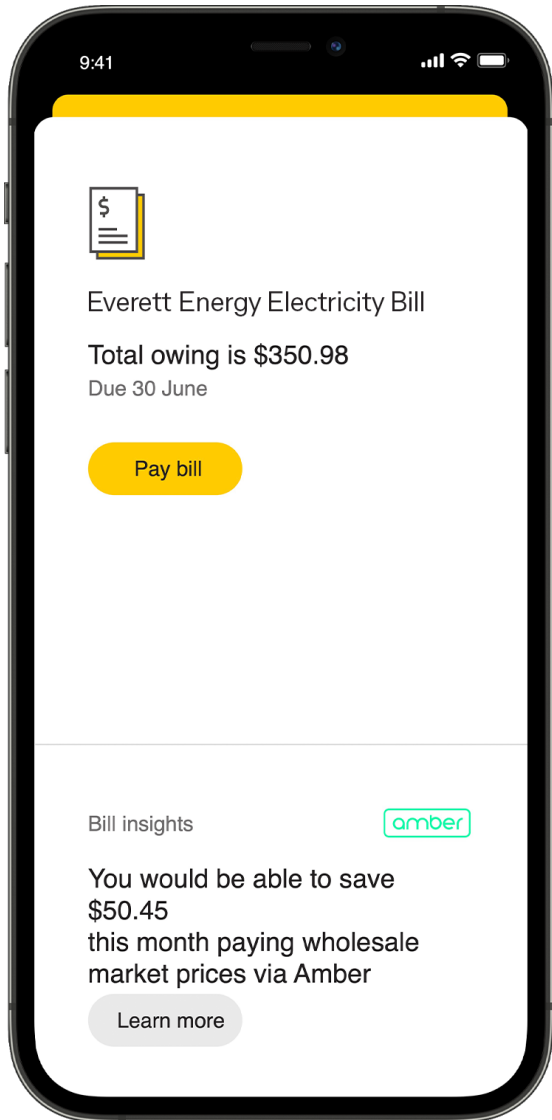 9:41
$
Everett Energy Electricity Bill
Total owing is $350.98
Due 30 June
Pay bill
Bill insights
amber
You would be able to save
$50.45
this month paying wholesale
market prices via Amber
Learn more